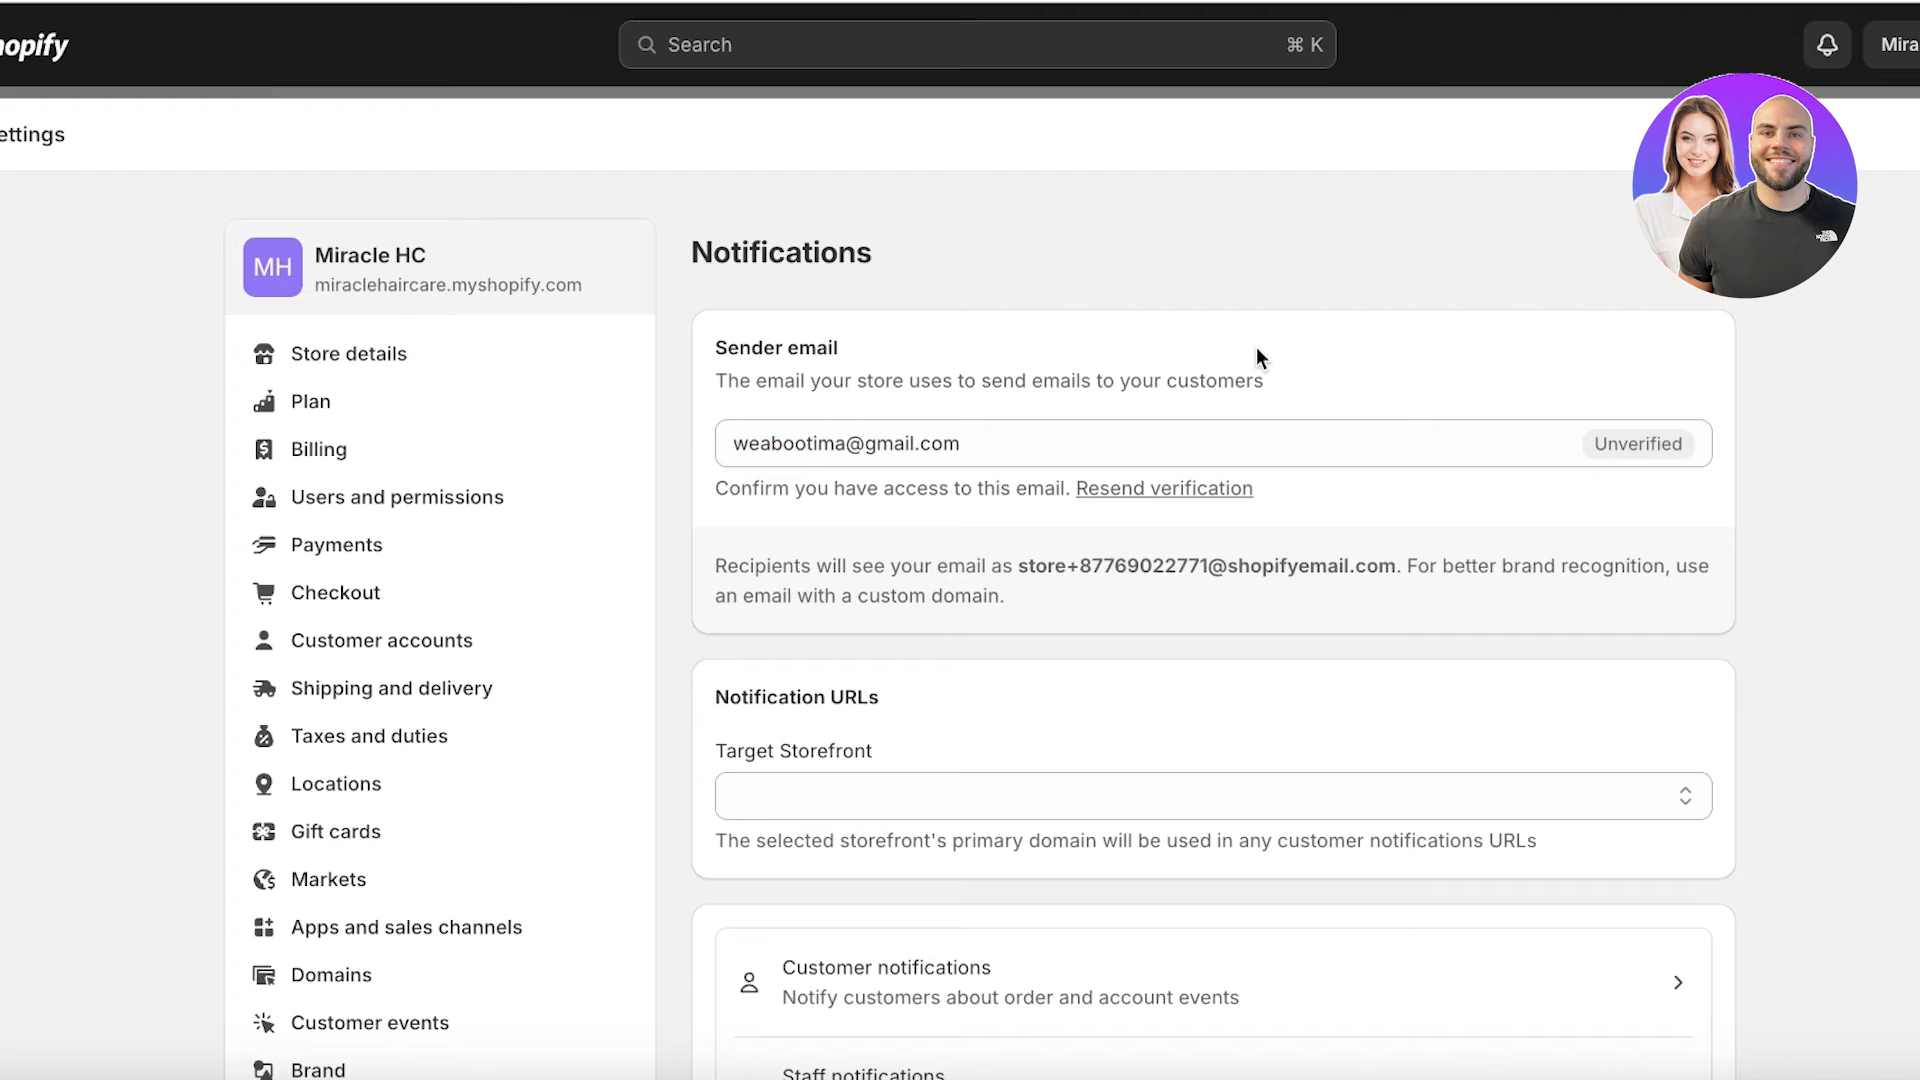 hopify
Search
⌘ K
Mira
ettings
MH
Miracle HC
miraclehaircare.myshopify.com
Store details
Plan
Billing
Users and permissions
Payments
Checkout
Customer accounts
Shipping and delivery
Taxes and duties
Locations
Gift cards
Markets
Apps and sales channels
Domains
Customer events
Brand
Notifications
Sender email
The email your store uses to send emails to your customers
weabootima@gmail.com
Unverified
Confirm you have access to this email. Resend verification
Recipients will see your email as store+87769022771@shopifyemail.com. For better brand recognition, use
an email with a custom domain.
Notification URLs
Target Storefront
The selected storefront's primary domain will be used in any customer notifications URLs
Customer notifications
Notify customers about order and account events
Staff notifications